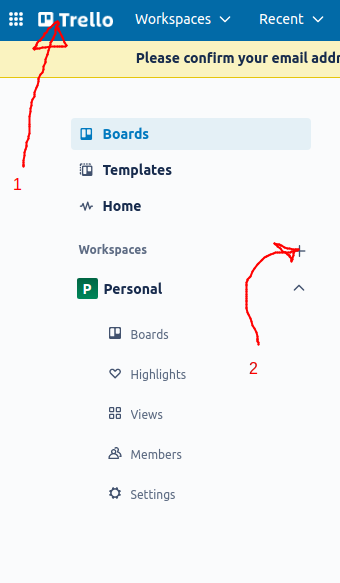 Trello Workspaces Recent
Please confirm your email addr
Boards
Templates
1
Home
Workspaces
P Personal
Boards
2
Highlights
Views
Members
Settings